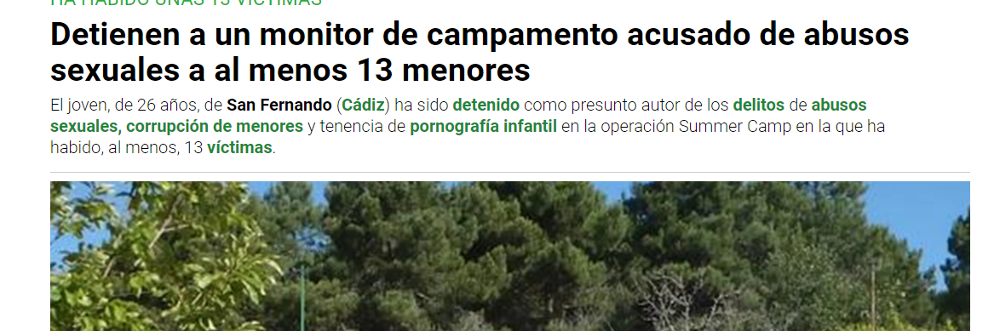 HA HABIDO UNAS 13 VÍCTIMAS
Detienen a un monitor de campamento acusado de abusos
sexuales a al menos 13 menores
El joven, de 26 años, de San Fernando (Cádiz) ha sido detenido como presunto autor de los delitos de abusos
sexuales, corrupción de menores y tenencia de pornografía infantil en la operación Summer Camp en la que ha
habido, al menos, 13 víctimas.